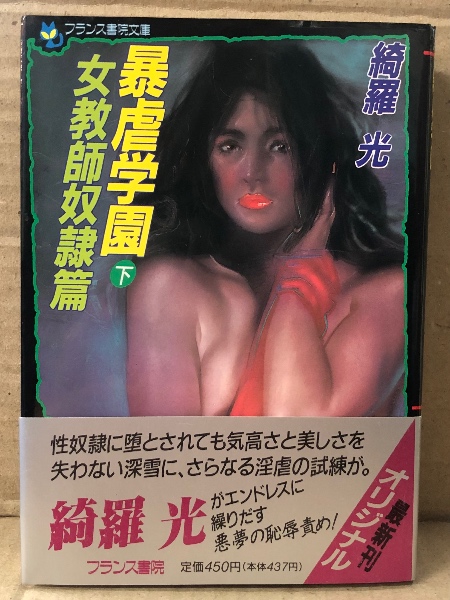 フランス書院文庫
暴虐学園
下
女教師奴隷篇
綺羅 光
性奴隷に堕とされても気高さと美しさを
失わない深雪に、さらなる淫虐の試練が。
綺羅 光
がエンドレスに
繰りだす
悪夢の恥辱責め!
最新刊
オリジナル
フランス書院
定価450円(本体437円)